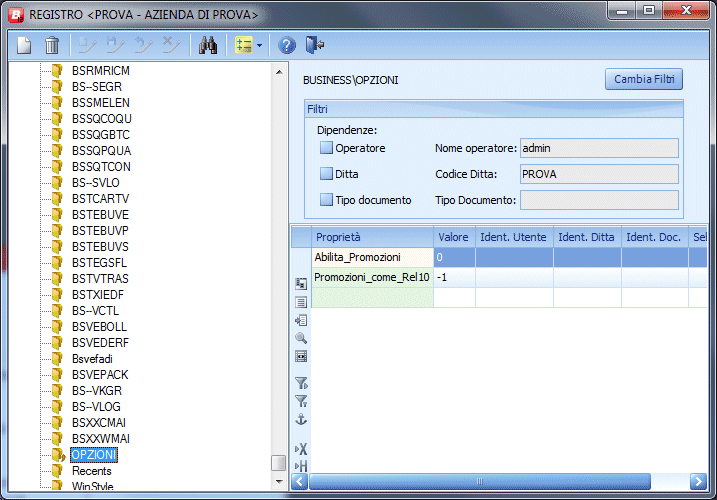 REGISTRO <PROVA - AZIENDA DI PROVA>
BSRMRICM
BS--SEGR
BSSMELEN
BSSQCOQU
BSSQGBTC
BSSQPQUA
BSSQTCON
BS--SVLO
BSTCARTV
BSTEBUVE
BSTEBUVP
BSTEBUVS
BSTEGSFL
BSTVTRAS
BSTXIEDF
BS--VCTL
BSVEBOLL
BSVEDERF
Bsvefadi
BSVEPACK
BS--VKGR
BS--VLOG
BSXXCMAI
BSXXWMAI
OPZIONI
Recents
WinStyle
BUSINESS\OPZIONI
Cambia Filtri
Filtri
Dipendenze:
Operatore Nome operatore: admin
Ditta Codice Ditta: PROVA
Tipo documento Tipo Documento:
Proprietà Valore Ident. Utente Ident. Ditta Ident. Doc. Sel
Abilita_Promozioni 0
Promozioni_come_Rel10 -1